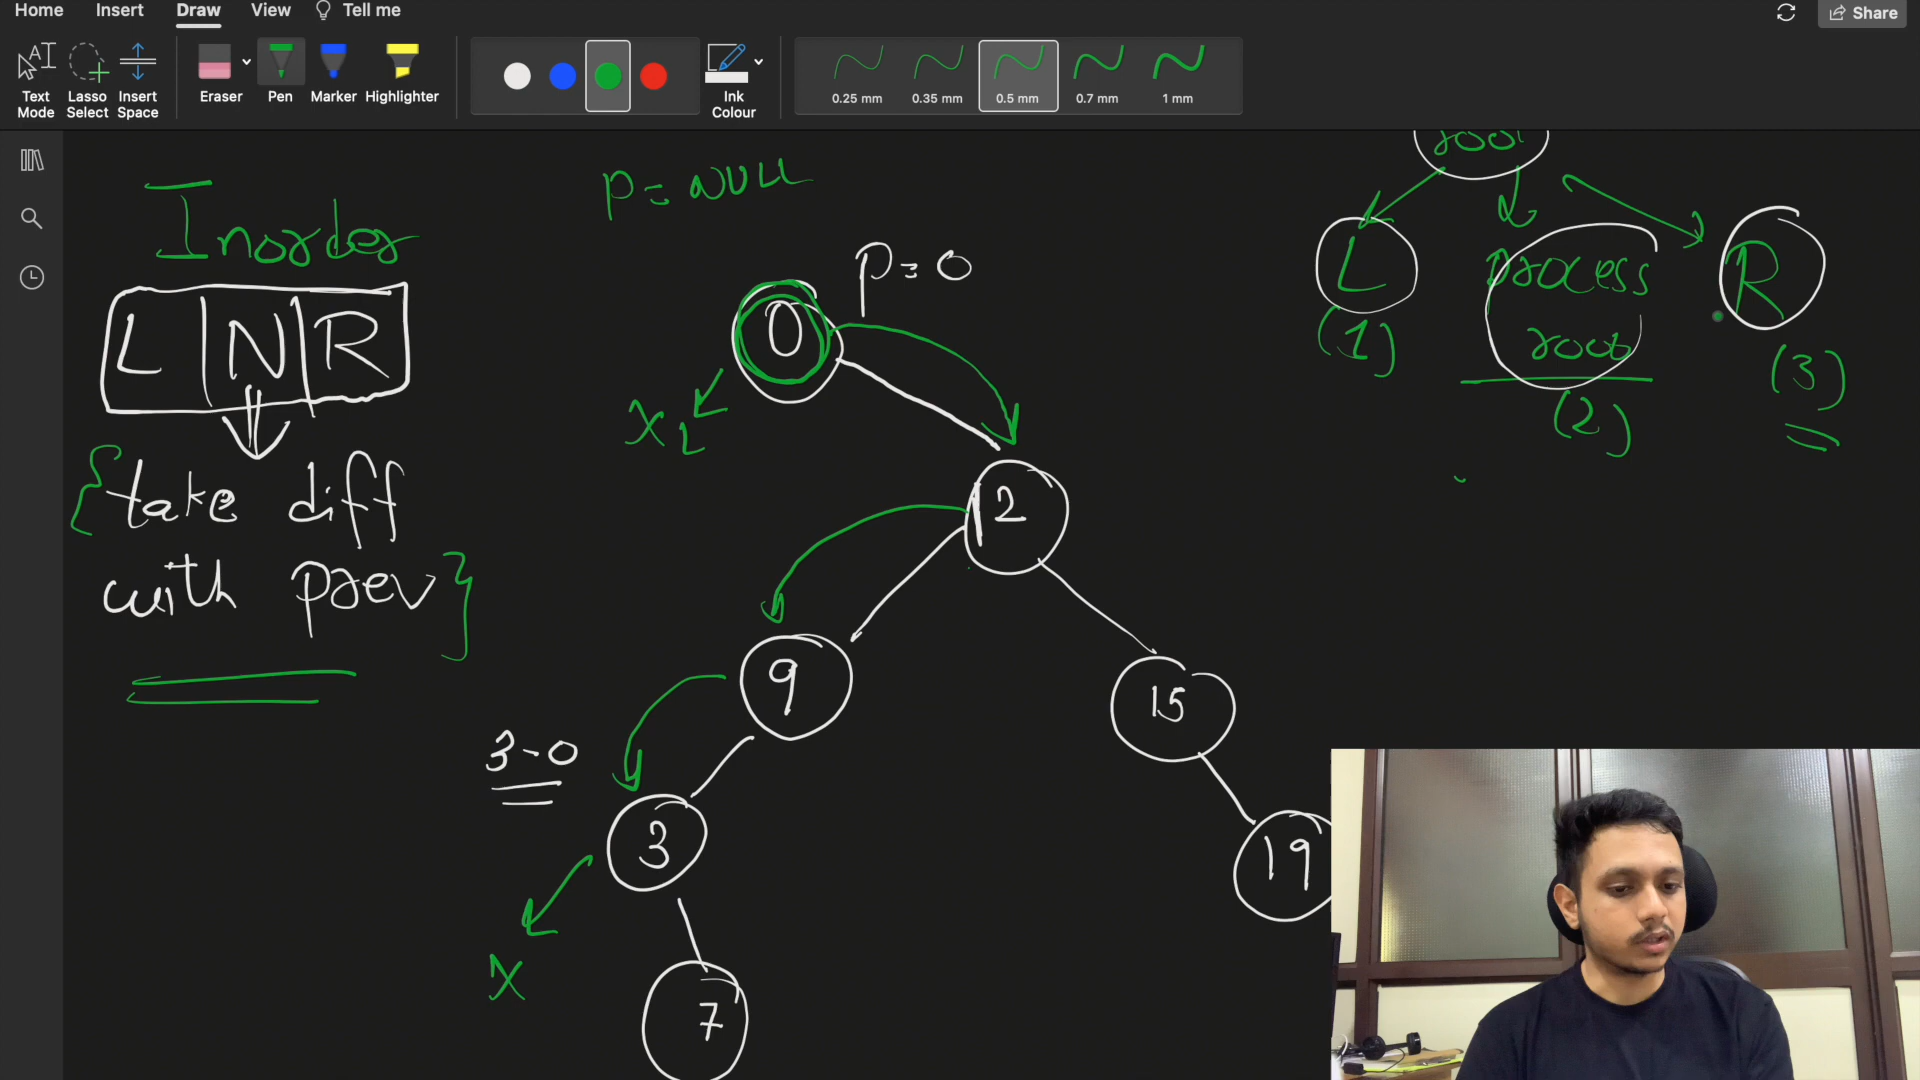 Home Insert Draw View Tell me Share
Text Mode
Lasso Select
Insert Space
Eraser
Pen
Marker
Highlighter
Ink Colour
0.25 mm
0.35 mm
0.5 mm
0.7 mm
1 mm
Inorder
L N R
{take diff
with prev}
P = NULL
P = 0
0
X L
12
9
15
3-0
3
19
X
7
root
L
process
root
R
(1)
(2)
(3)